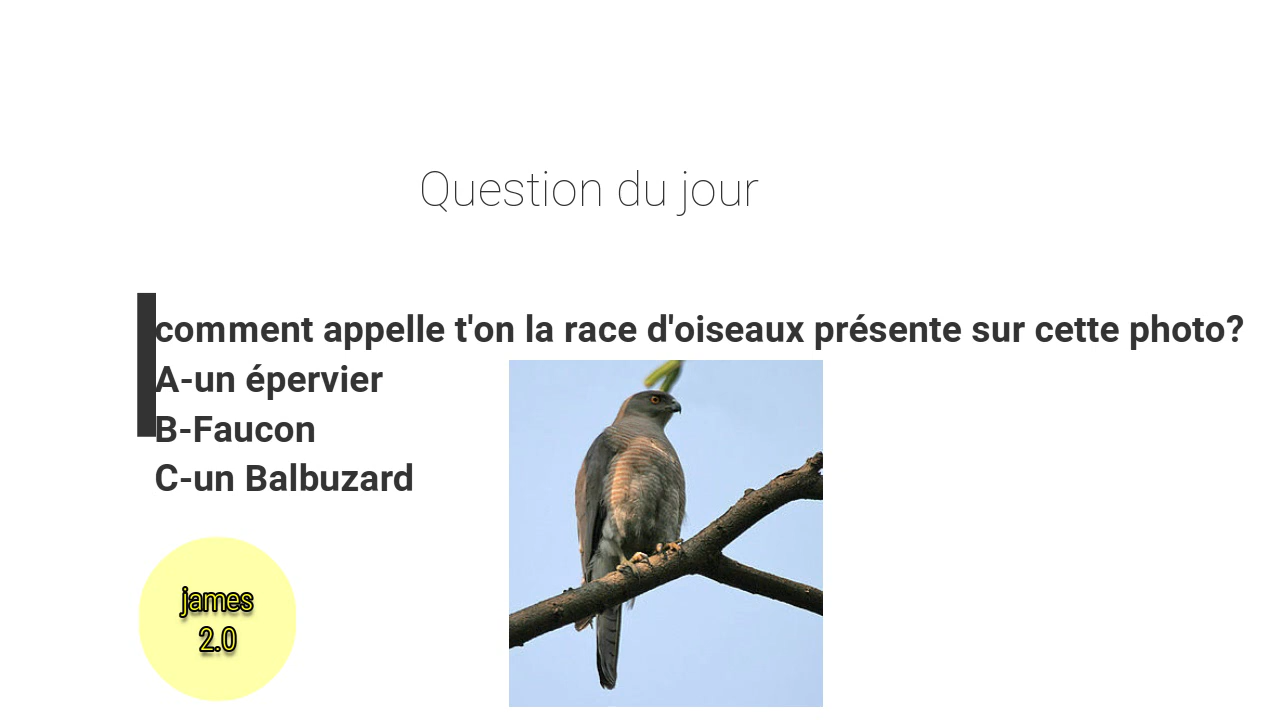 Question du jour
comment appelle t'on la race d'oiseaux présente sur cette photo?
A-un épervier
B-Faucon
C-un Balbuzard
james
2.0